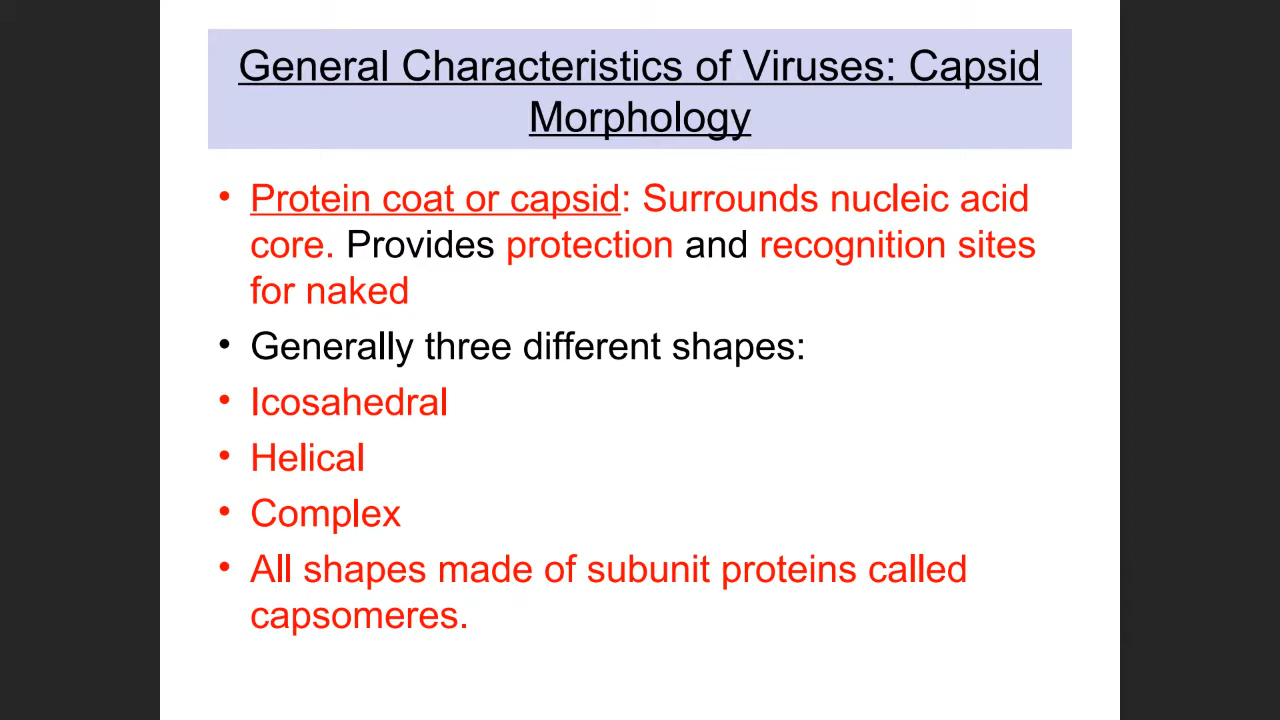 General Characteristics of Viruses: Capsid
Morphology
• Protein coat or capsid: Surrounds nucleic acid
core. Provides protection and recognition sites
for naked
• Generally three different shapes:
• Icosahedral
• Helical
• Complex
• All shapes made of subunit proteins called
capsomeres.